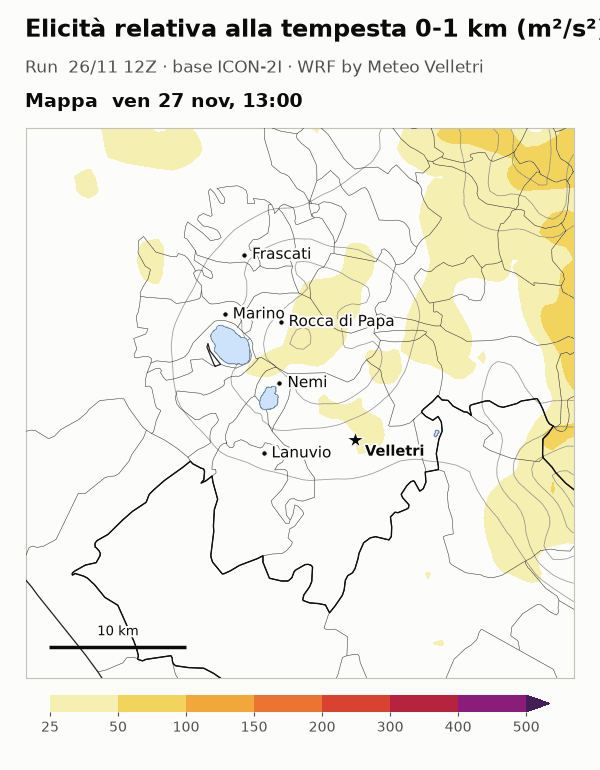 Elicità relativa alla tempesta 0-1 km (m²/s²)
Run 26/11 12Z · base ICON-2I · WRF by Meteo Velletri
Mappa ven 27 nov, 13:00
Frascati
Marino
Rocca di Papa
Nemi
Velletri
Lanuvio
10 km
25 50 100 150 200 300 400 500